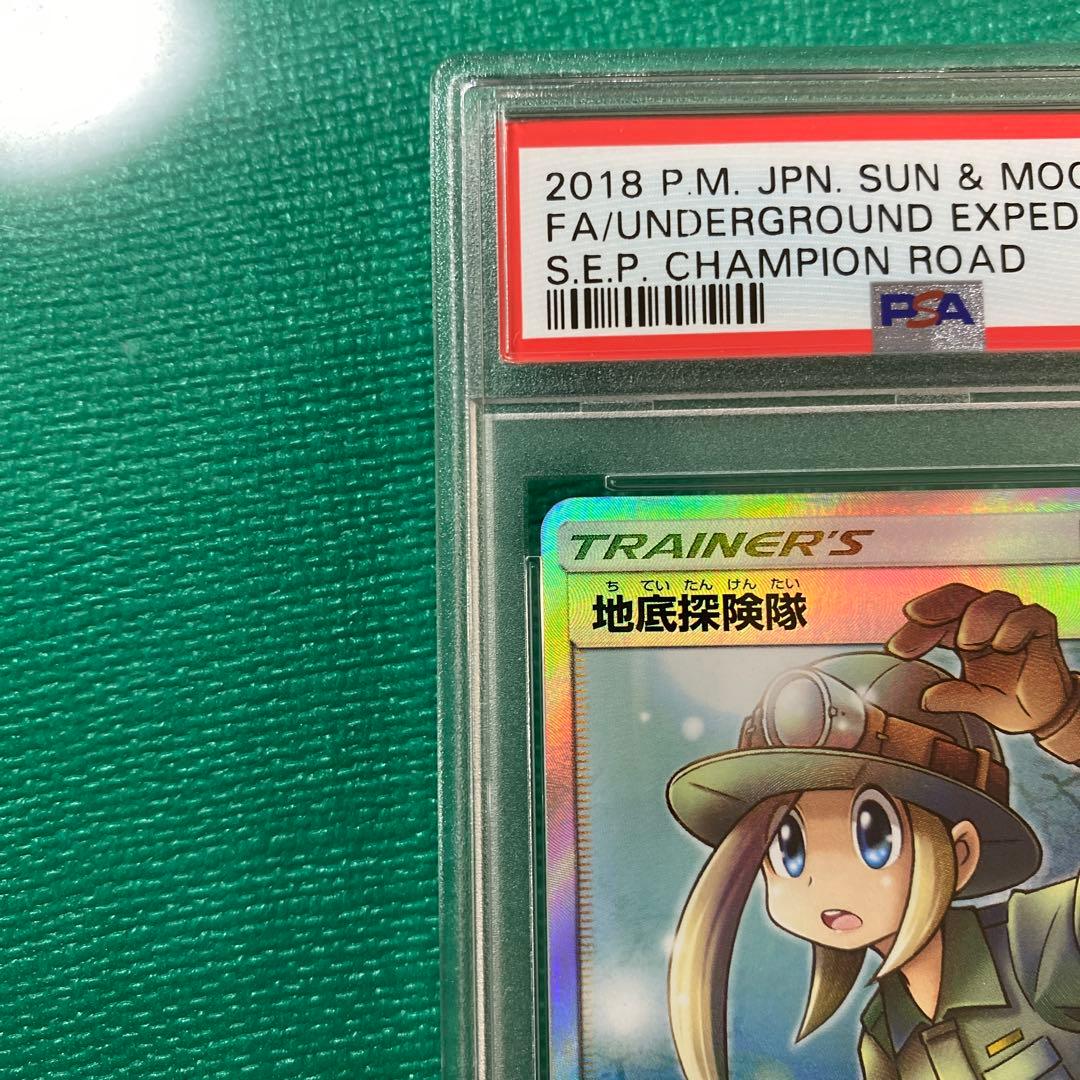 2018 P.M. JPN. SUN & MOO
FA/UNDERGROUND EXPED
S.E.P. CHAMPION ROAD
PSA
TRAINER'S
ち てい たん けん たい
地底探険隊